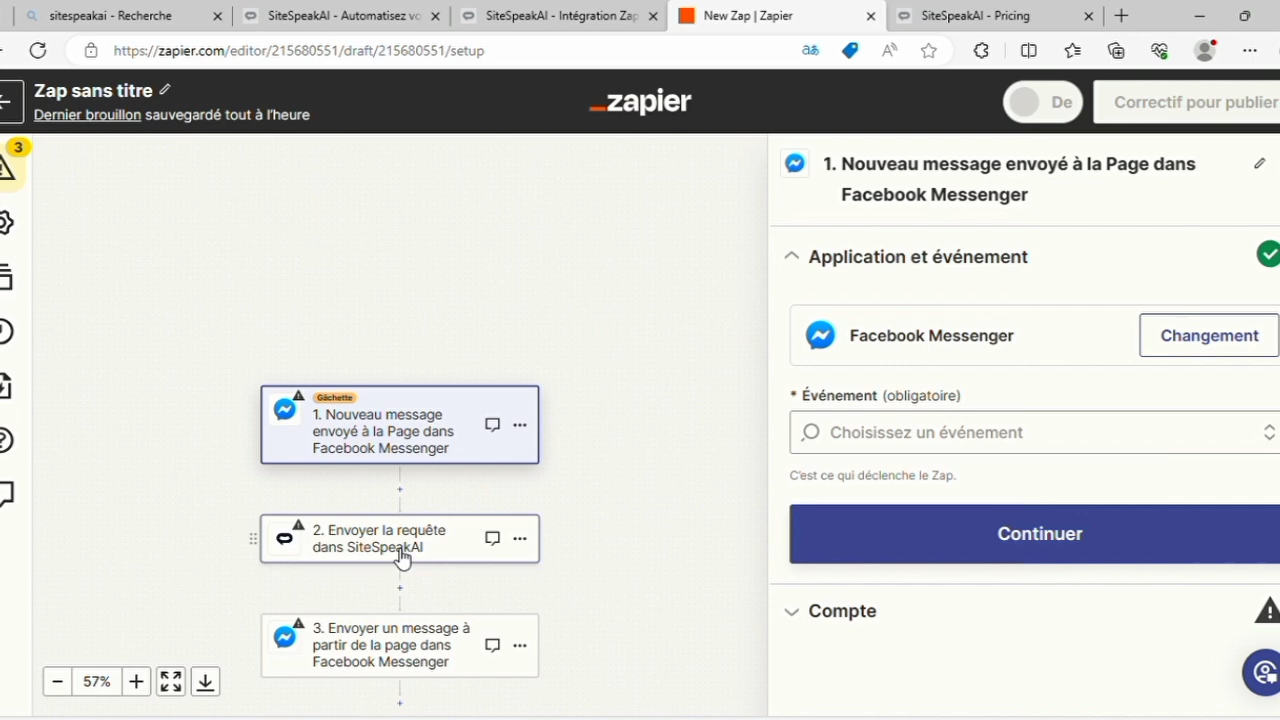 sitespeakai - Recherche
SiteSpeakAI - Automatisez vo
SiteSpeakAI - Intégration Zap
New Zap | Zapier
SiteSpeakAI - Pricing
https://zapier.com/editor/215680551/draft/215680551/setup
Zap sans titre
Dernier brouillon sauvegardé tout à l'heure
_zapier
De
Correctif pour publier
3
1. Nouveau message envoyé à la Page dans
Facebook Messenger
Application et événement
Facebook Messenger
Changement
* Événement (obligatoire)
Choisissez un événement
C'est ce qui déclenche le Zap.
Continuer
Compte
Gâchette
1. Nouveau message
envoyé à la Page dans
Facebook Messenger
2. Envoyer la requête
dans SiteSpeakAI
3. Envoyer un message à
partir de la page dans
Facebook Messenger
57%